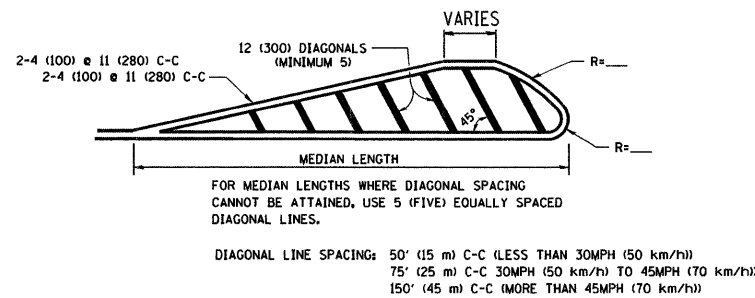 VARIES
12 (300) DIAGONALS
(MINIMUM 5)
2-4 (100) @ 11 (280) C-C
2-4 (100) @ 11 (280) C-C
R=__
45°
R=__
MEDIAN LENGTH
FOR MEDIAN LENGTHS WHERE DIAGONAL SPACING
CANNOT BE ATTAINED, USE 5 (FIVE) EQUALLY SPACED
DIAGONAL LINES.
DIAGONAL LINE SPACING: 50' (15 m) C-C (LESS THAN 30MPH (50 km/h))
75' (25 m) C-C 30MPH (50 km/h) TO 45MPH (70 km/h):
150' (45 m) C-C (MORE THAN 45MPH (70 km/h))